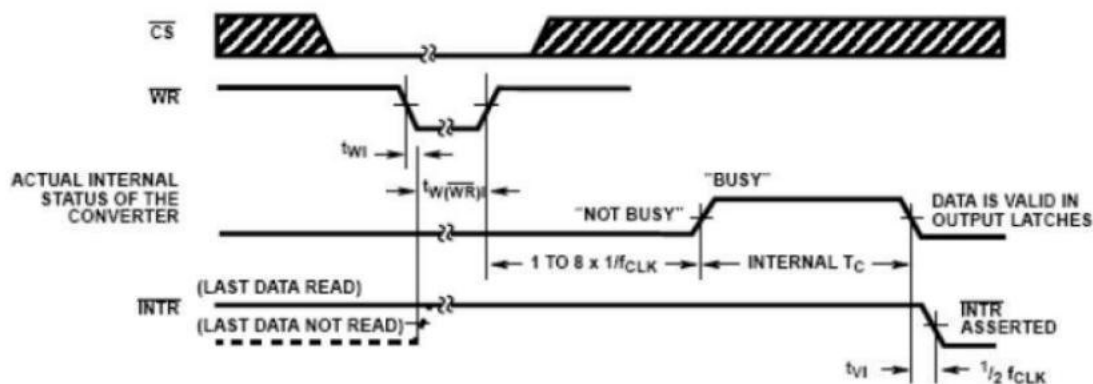 CS
WR
tWI
tW(WR)I
ACTUAL INTERNAL
STATUS OF THE
CONVERTER
"BUSY"
"NOT BUSY"
DATA IS VALID IN
OUTPUT LATCHES
1 TO 8 x 1/fCLK
INTERNAL TC
INTR
(LAST DATA READ)
(LAST DATA NOT READ)
INTR
ASSERTED
tVI
1/2 fCLK